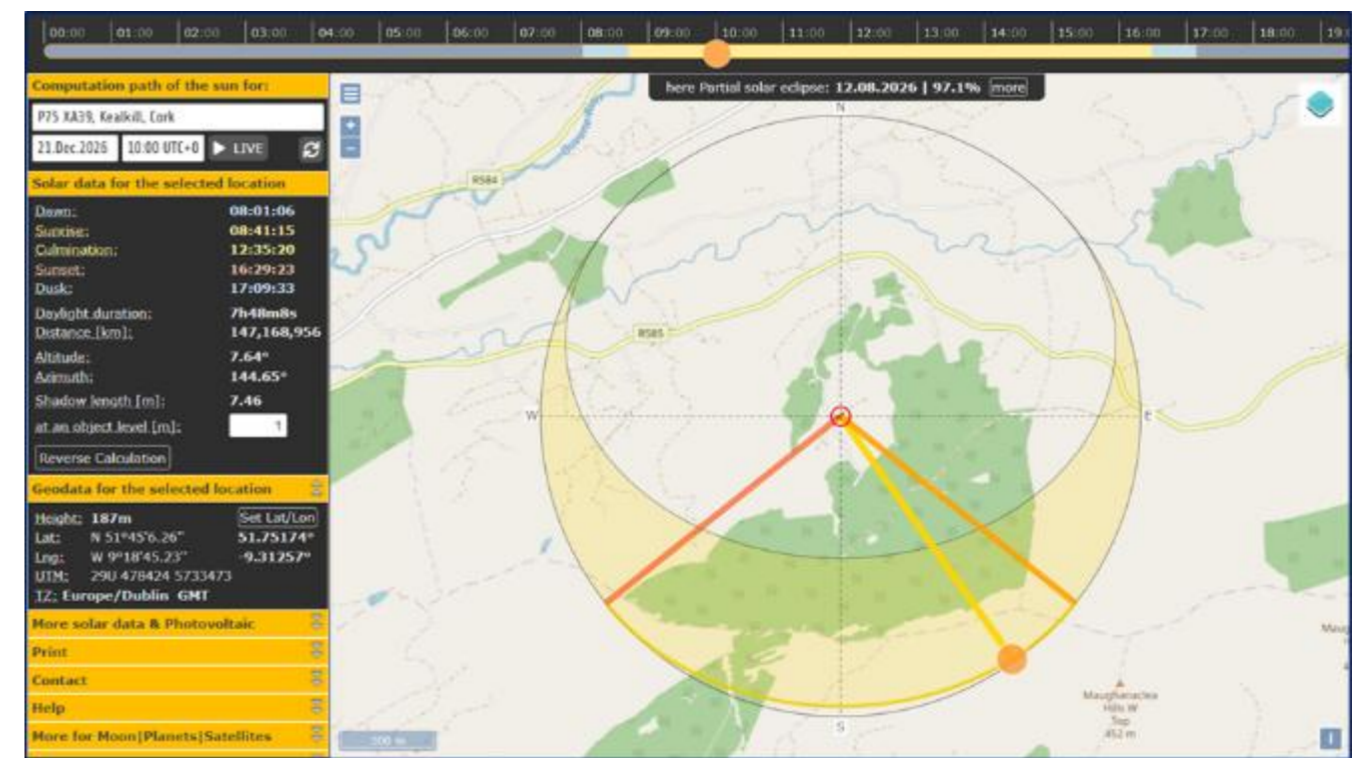 00:00 01:00 02:00 03:00 04:00 05:00 06:00 07:00 08:00 09:00 10:00 11:00 12:00 13:00 14:00 15:00 16:00 17:00 18:00 19:
Computation path of the sun for:
P75 XA39, Kealkill, Cork
21.Dec.2026 10:00 UTC+0 LIVE
Solar data for the selected location
Dawn: 08:01:06
Sunrise: 08:41:15
Culmination: 12:35:20
Sunset: 16:29:23
Dusk: 17:09:33
Daylight duration: 7h48m8s
Distance [km]: 147,168,956
Altitude: 7.64°
Azimuth: 144.65°
Shadow length [m]: 7.46
at an object level [m]: 1
Reverse Calculation
Geodata for the selected location
Height: 187m Set Lat/Lon
Lat: N 51°45'6.26" 51.75174°
Lng: W 9°18'45.23" -9.31257°
UTM: 29U 478424 5733473
TZ: Europe/Dublin GMT
More solar data & Photovoltaic
Print
Contact
Help
More for Moon|Planets|Satellites
here Partial solar eclipse: 12.08.2026 | 97.1% more
+
-
N
R584
R585
W
E
S
Maughanaclea
Hills W
Top
452 m
Maug
500 m
i